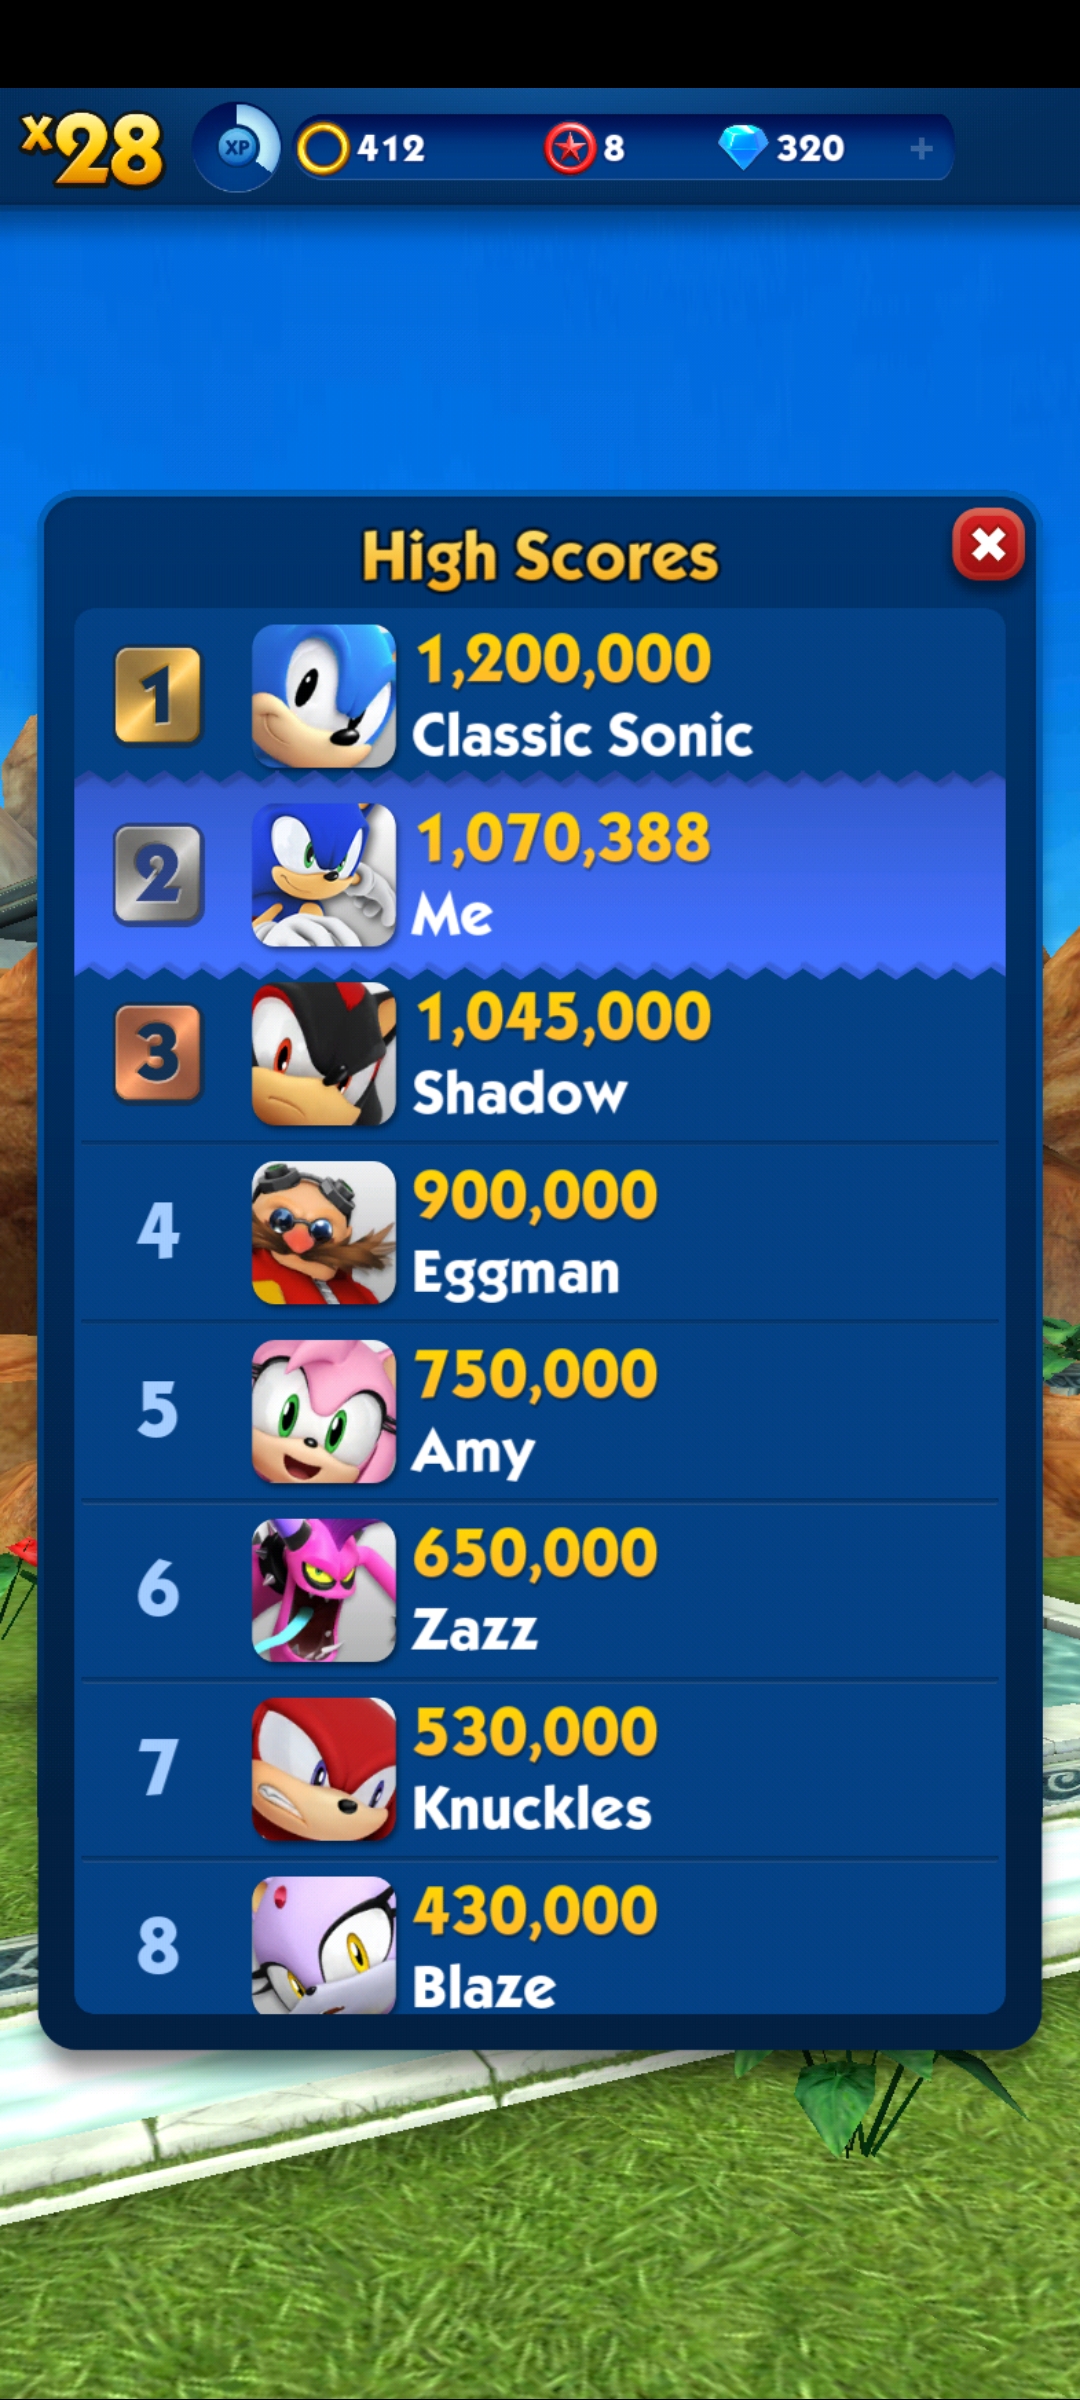 x28 XP 412 8 320 +
High Scores
1 1,200,000
Classic Sonic
2 1,070,388
Me
3 1,045,000
Shadow
4 900,000
Eggman
5 750,000
Amy
6 650,000
Zazz
7 530,000
Knuckles
8 430,000
Blaze